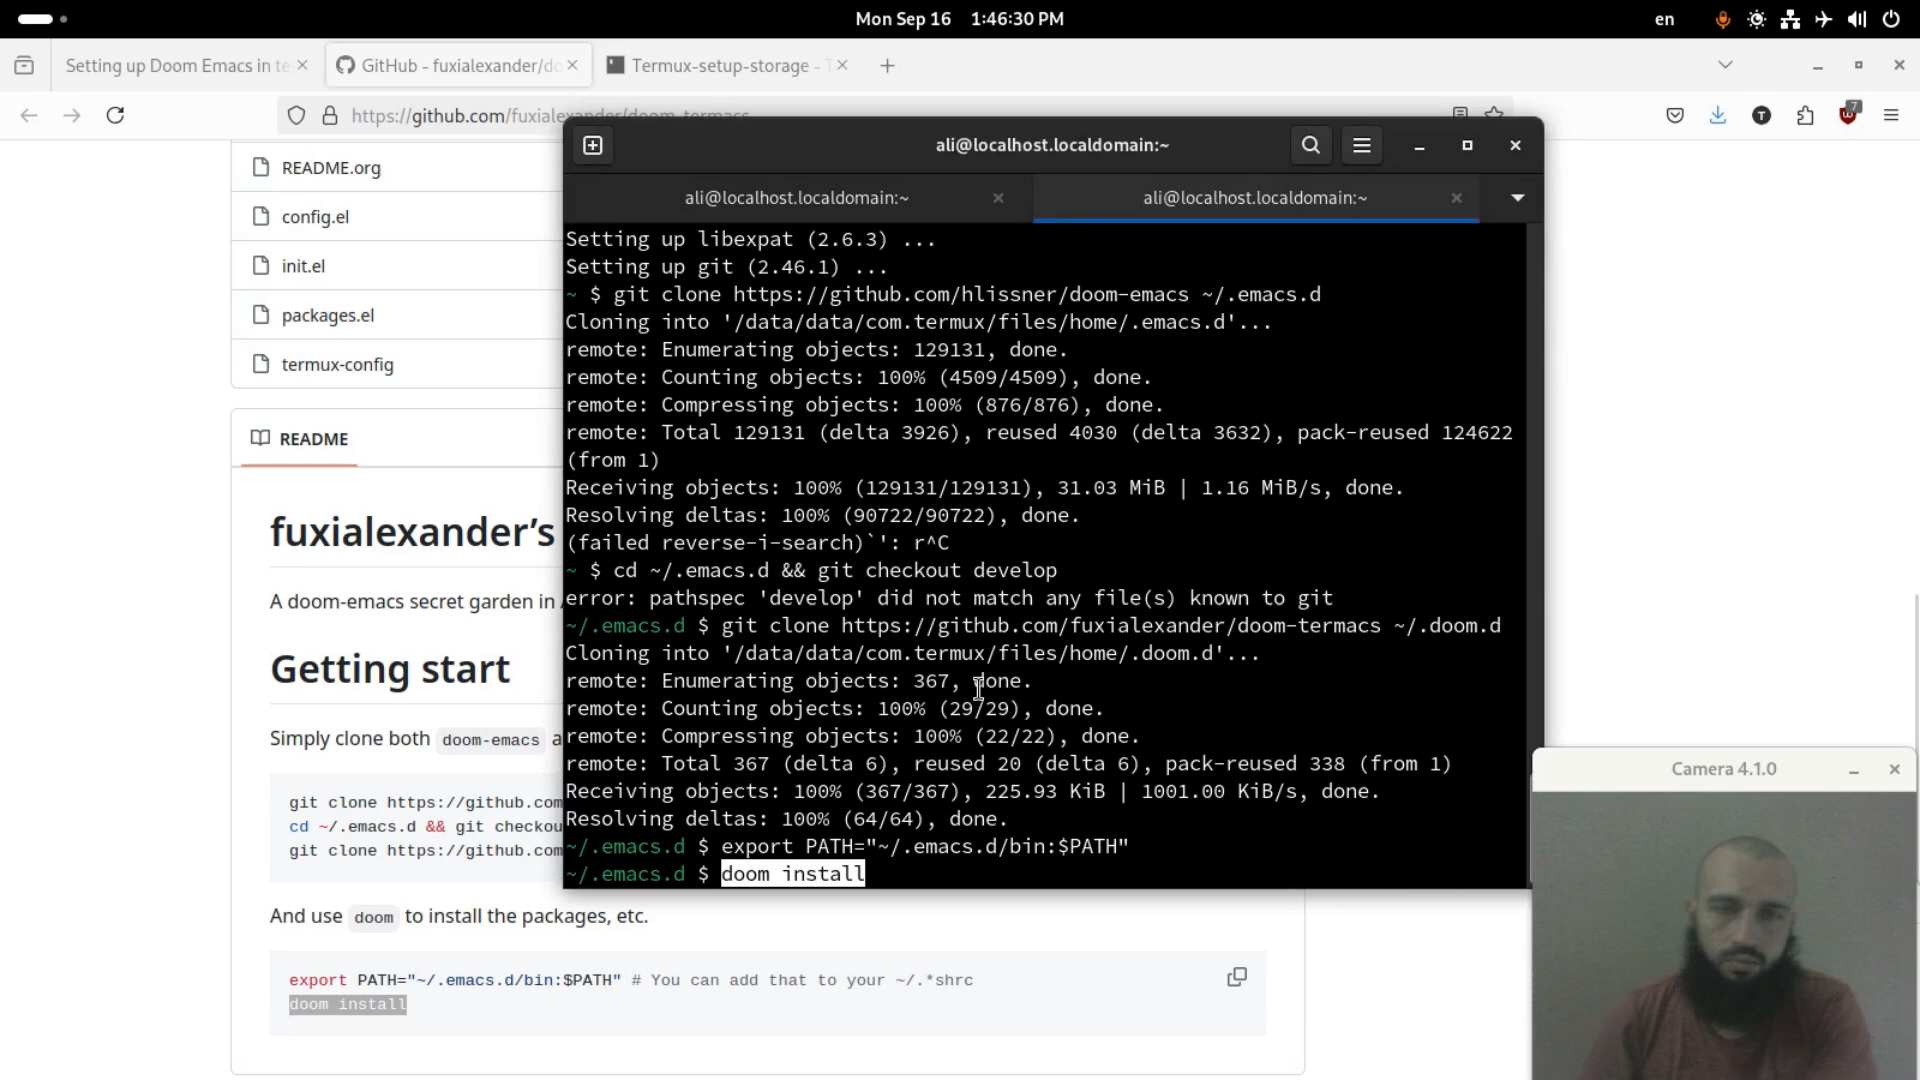 Mon Sep 16 1:46:30 PM
en
Setting up Doom Emacs in te
GitHub - fuxialexander/do
Termux-setup-storage - T
https://github.com/fuxialexander/doom-termacs
7
README.org
config.el
init.el
packages.el
termux-config
README
fuxialexander’s
A doom-emacs secret garden in
Getting start
Simply clone both doom-emacs a
git clone https://github.com
cd ~/.emacs.d && git checkou
git clone https://github.com
And use doom to install the packages, etc.
export PATH="~/.emacs.d/bin:$PATH" # You can add that to your ~/.*shrc
doom install
ali@localhost.localdomain:~
ali@localhost.localdomain:~
ali@localhost.localdomain:~
Setting up libexpat (2.6.3) ...
Setting up git (2.46.1) ...
~ $ git clone https://github.com/hlissner/doom-emacs ~/.emacs.d
Cloning into '/data/data/com.termux/files/home/.emacs.d'...
remote: Enumerating objects: 129131, done.
remote: Counting objects: 100% (4509/4509), done.
remote: Compressing objects: 100% (876/876), done.
remote: Total 129131 (delta 3926), reused 4030 (delta 3632), pack-reused 124622
(from 1)
Receiving objects: 100% (129131/129131), 31.03 MiB | 1.16 MiB/s, done.
Resolving deltas: 100% (90722/90722), done.
(failed reverse-i-search)`': r^C
~ $ cd ~/.emacs.d && git checkout develop
error: pathspec 'develop' did not match any file(s) known to git
~/.emacs.d $ git clone https://github.com/fuxialexander/doom-termacs ~/.doom.d
Cloning into '/data/data/com.termux/files/home/.doom.d'...
remote: Enumerating objects: 367, done.
remote: Counting objects: 100% (29/29), done.
remote: Compressing objects: 100% (22/22), done.
remote: Total 367 (delta 6), reused 20 (delta 6), pack-reused 338 (from 1)
Receiving objects: 100% (367/367), 225.93 KiB | 1001.00 KiB/s, done.
Resolving deltas: 100% (64/64), done.
~/.emacs.d $ export PATH="~/.emacs.d/bin:$PATH"
~/.emacs.d $ doom install
Camera 4.1.0